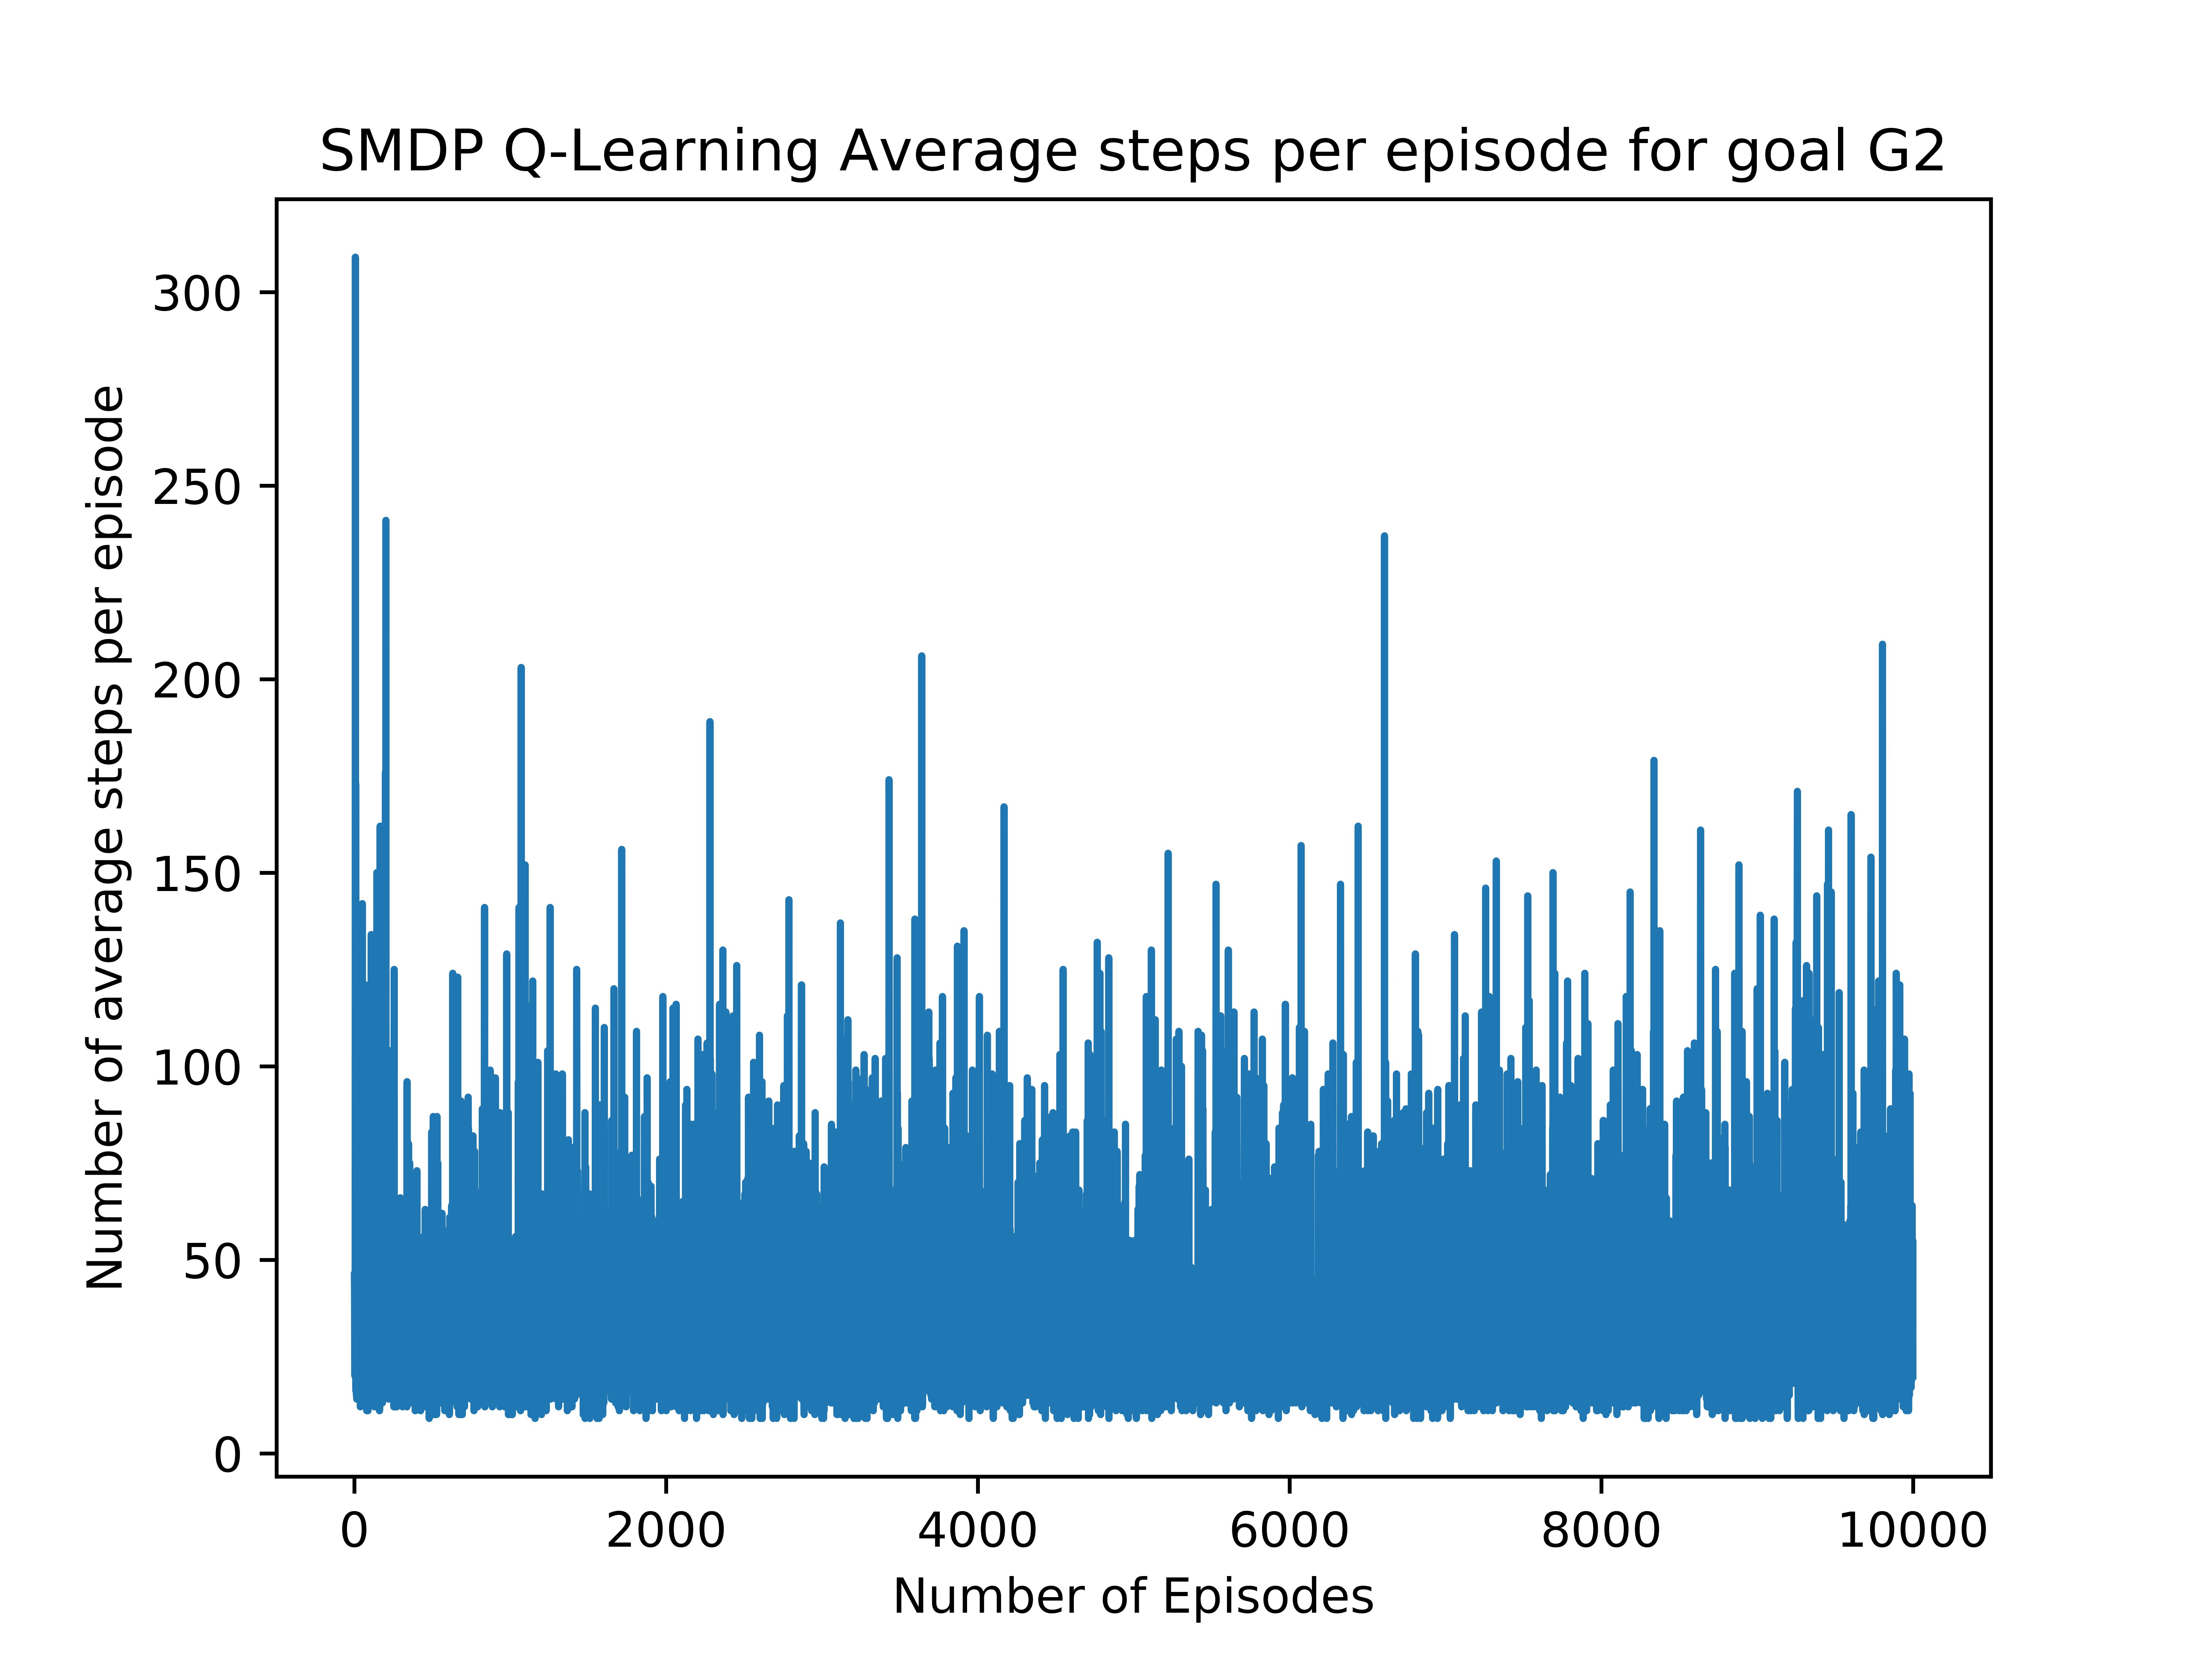 SMDP Q-Learning Average steps per episode for goal G2
Number of average steps per episode
300
250
200
150
100
50
0
0 2000 4000 6000 8000 10000
Number of Episodes